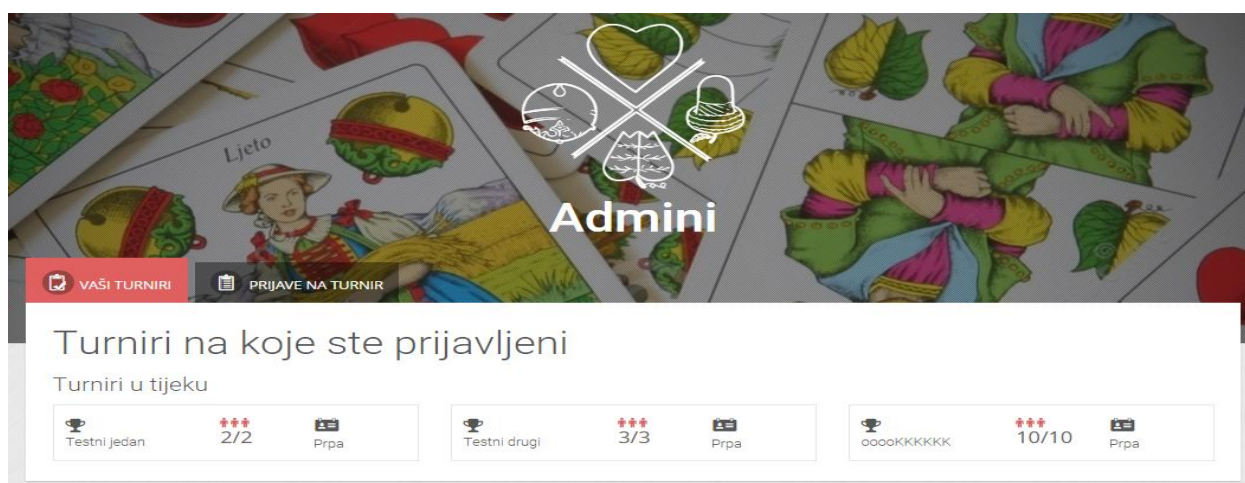 Ljeto
Admini
VAŠI TURNIRI
PRIJAVE NA TURNIR
Turniri na koje ste prijavljeni
Turniri u tijeku
Testni jedan 2/2 Prpa
Testni drugi 3/3 Prpa
ooooKKKKKK 10/10 Prpa